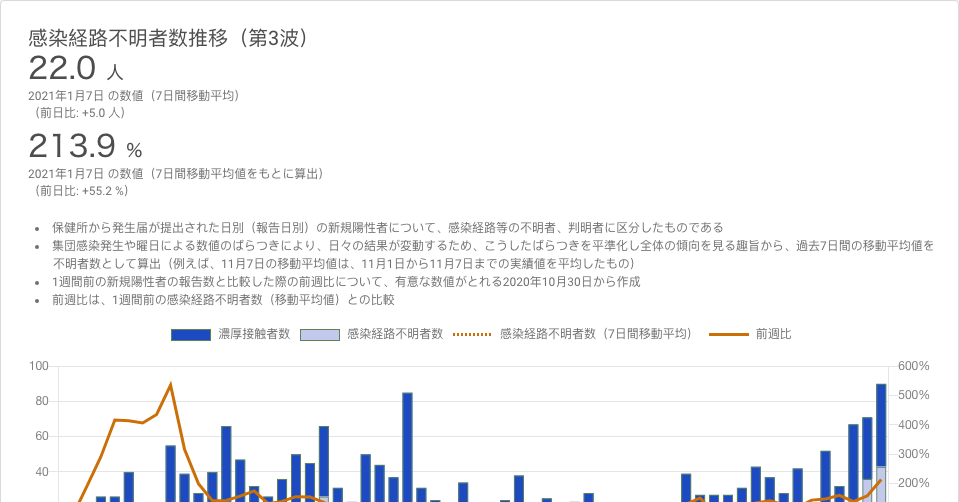 感染経路不明者数推移（第3波）
22.0 人
2021年1月7日 の数値（7日間移動平均）
（前日比: +5.0 人）
213.9 %
2021年1月7日 の数値（7日間移動平均値をもとに算出）
（前日比: +55.2 %）
• 保健所から発生届が提出された日別（報告日別）の新規陽性者について、感染経路等の不明者、判明者に区分したものである
• 集団感染発生や曜日による数値のばらつきにより、日々の結果が変動するため、こうしたばらつきを平準化し全体の傾向を見る趣旨から、過去7日間の移動平均値を
不明者数として算出（例えば、11月7日の移動平均値は、11月1日から11月7日までの実績値を平均したもの）
• 1週間前の新規陽性者の報告数と比較した際の前週比について、有意な数値がとれる2020年10月30日から作成
• 前週比は、1週間前の感染経路不明者数（移動平均値）との比較
濃厚接触者数 感染経路不明者数 感染経路不明者数（7日間移動平均） 前週比
100 600%
500%
80
400%
60
300%
40
200%